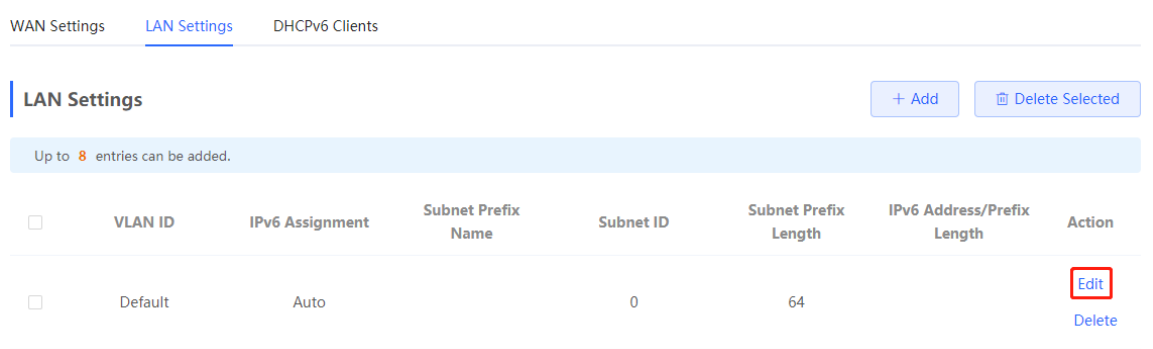 WAN Settings LAN Settings DHCPv6 Clients
LAN Settings + Add Delete Selected
Up to 8 entries can be added.
VLAN ID IPv6 Assignment Subnet Prefix Name Subnet ID Subnet Prefix Length IPv6 Address/Prefix Length Action
Default Auto 0 64 Edit
Delete